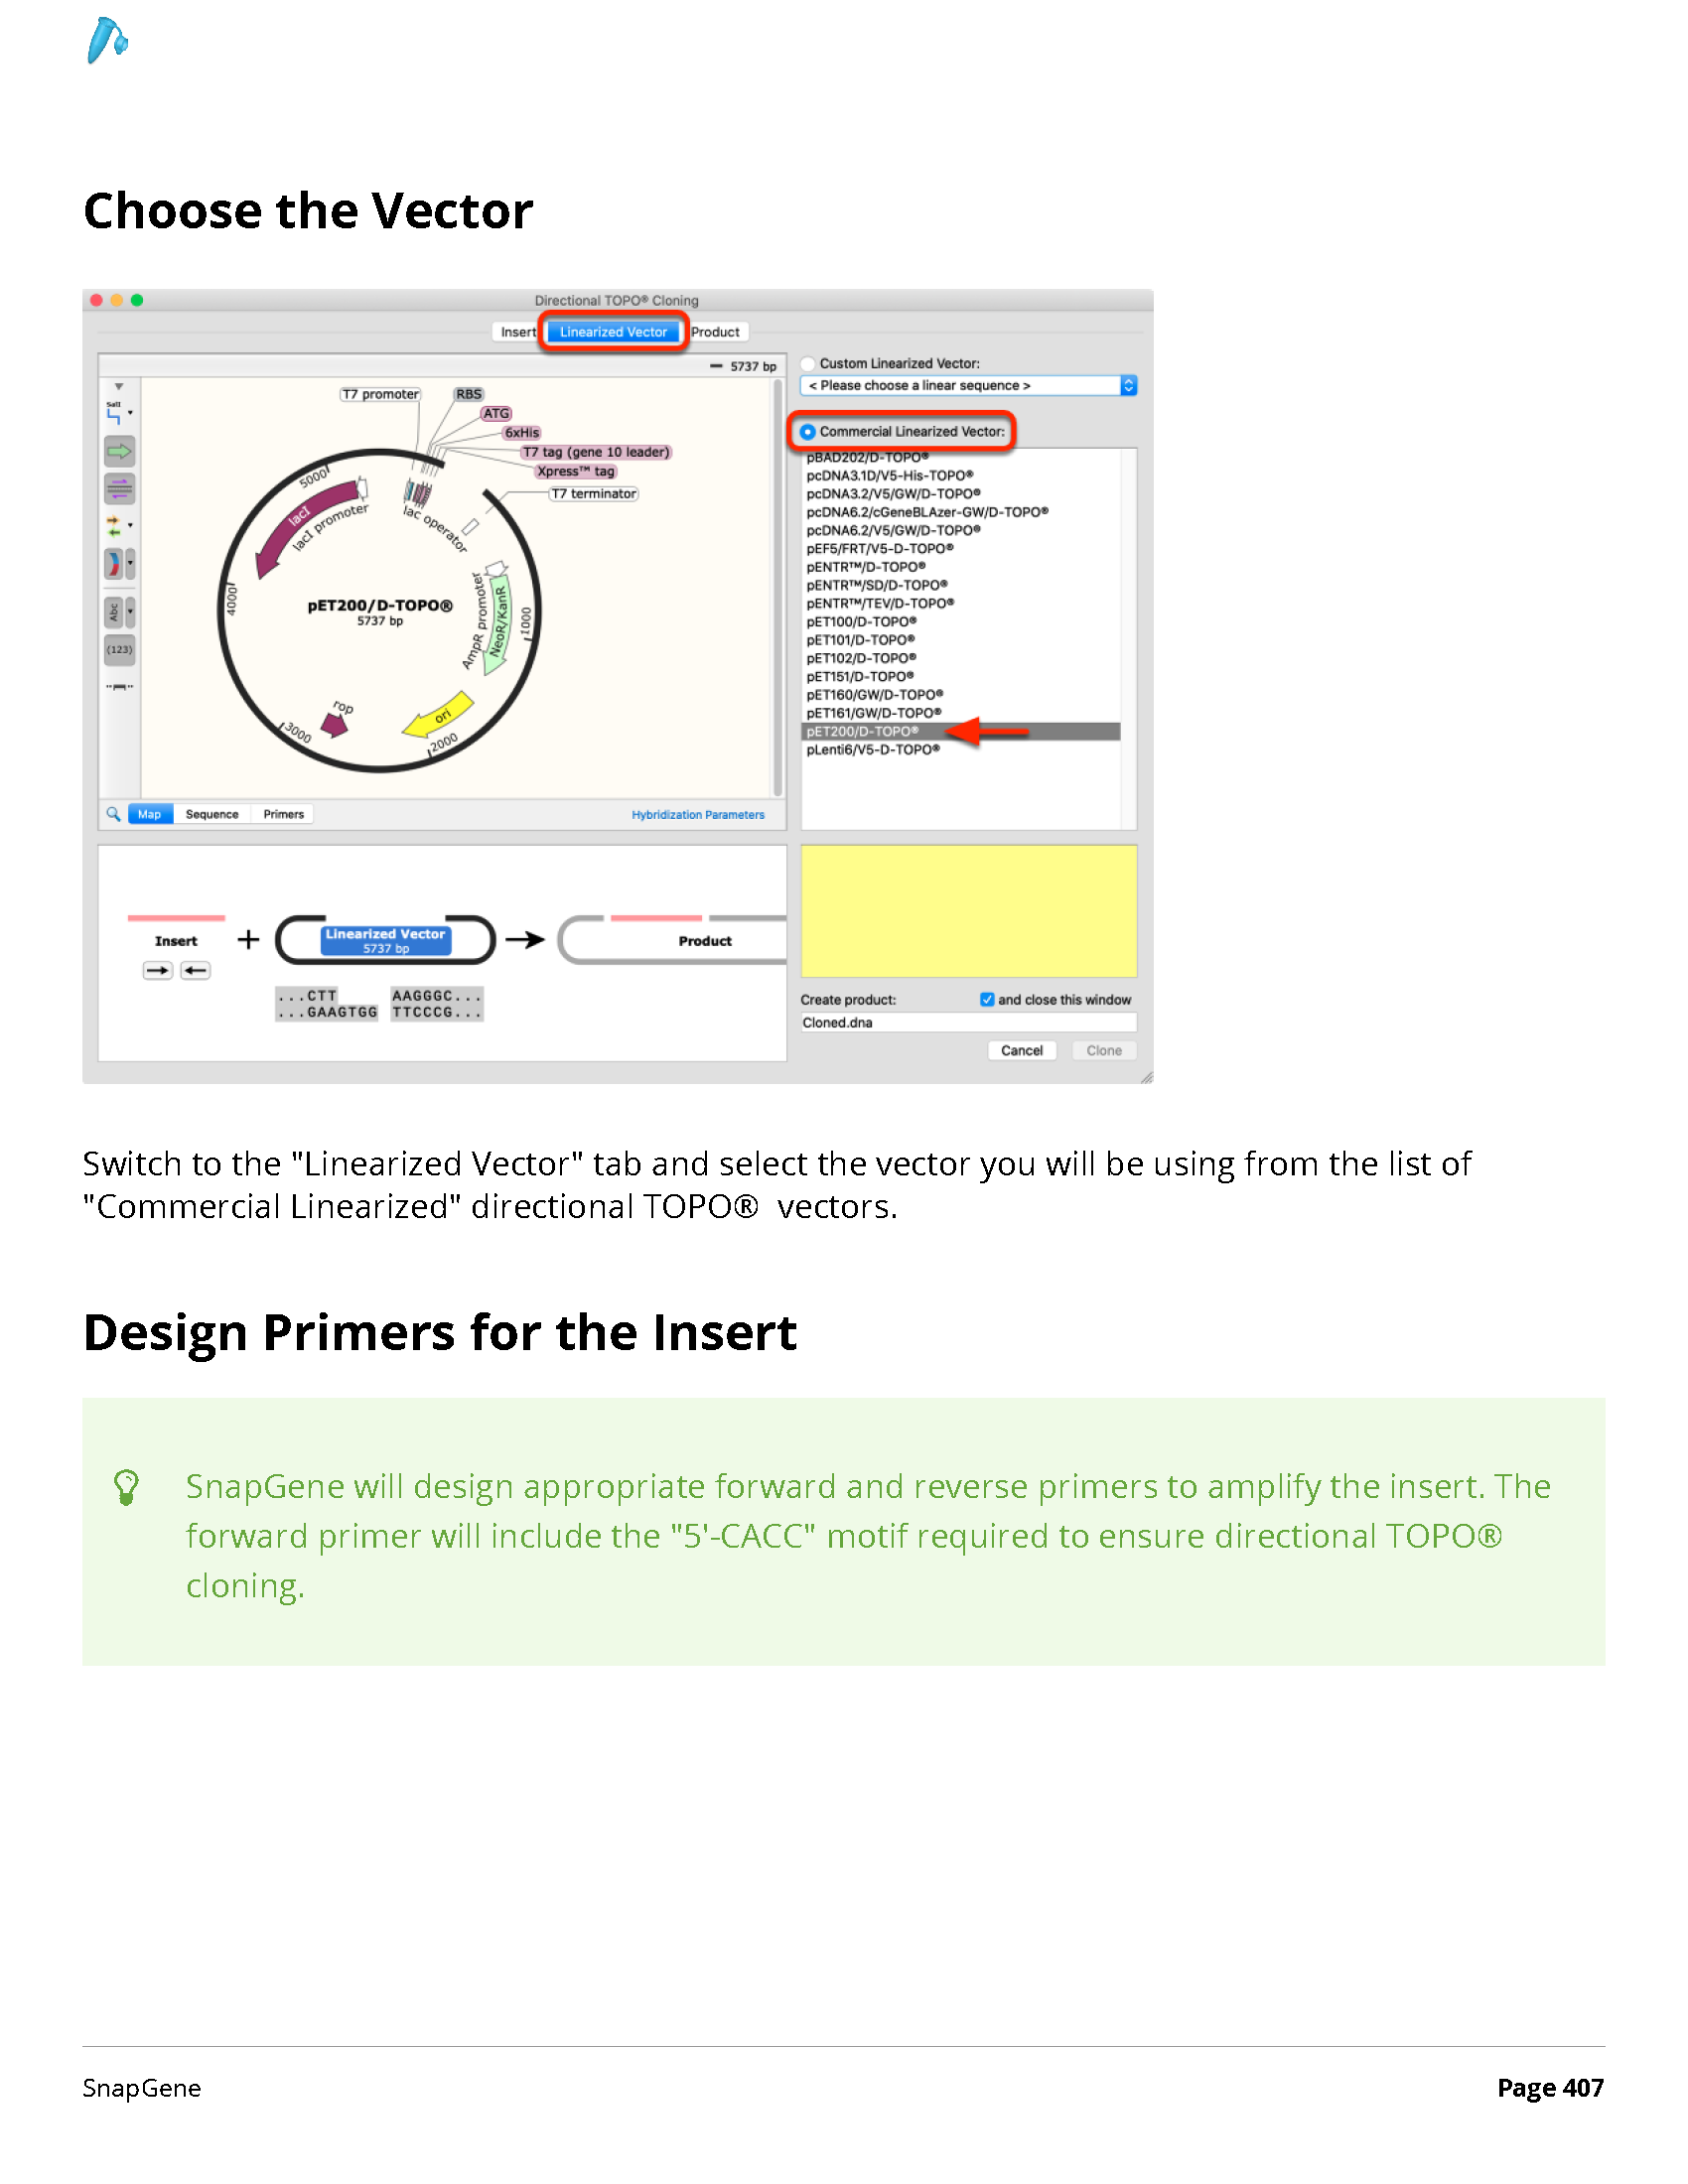 Choose the Vector
Directional TOPO® Cloning
Insert
Linearized Vector
Product
5737 bp
Salt
Abc
(123)
T7 promoter
RBS
ATG
6xHis
T7 tag (gene 10 leader)
Xpress™ tag
T7 terminator
5000
lacI
lacI promoter
lac operator
4000
pET200/D-TOPO®
5737 bp
AmpR promoter
NeoR/KanR
1000
rop
ori
3000
2000
Map
Sequence
Primers
Hybridization Parameters
Custom Linearized Vector:
< Please choose a linear sequence >
Commercial Linearized Vector:
pBAD202/D-TOPO®
pcDNA3.1D/V5-His-TOPO®
pcDNA3.2/V5/GW/D-TOPO®
pcDNA6.2/cGeneBLAzer-GW/D-TOPO®
pcDNA6.2/V5/GW/D-TOPO®
pEF5/FRT/V5-D-TOPO®
pENTR™/D-TOPO®
pENTR™/SD/D-TOPO®
pENTR™/TEV/D-TOPO®
pET100/D-TOPO®
pET101/D-TOPO®
pET102/D-TOPO®
pET151/D-TOPO®
pET160/GW/D-TOPO®
pET161/GW/D-TOPO®
pET200/D-TOPO®
pLenti6/V5-D-TOPO®
Insert
+
Linearized Vector
5737 bp
Product
...CTT AAGGGC...
...GAAGTGG TTCCCG...
Create product:
and close this window
Cloned.dna
Cancel
Clone
Switch to the "Linearized Vector" tab and select the vector you will be using from the list of
"Commercial Linearized" directional TOPO® vectors.
Design Primers for the Insert
SnapGene will design appropriate forward and reverse primers to amplify the insert. The
forward primer will include the "5'-CACC" motif required to ensure directional TOPO®
cloning.
SnapGene
Page 407